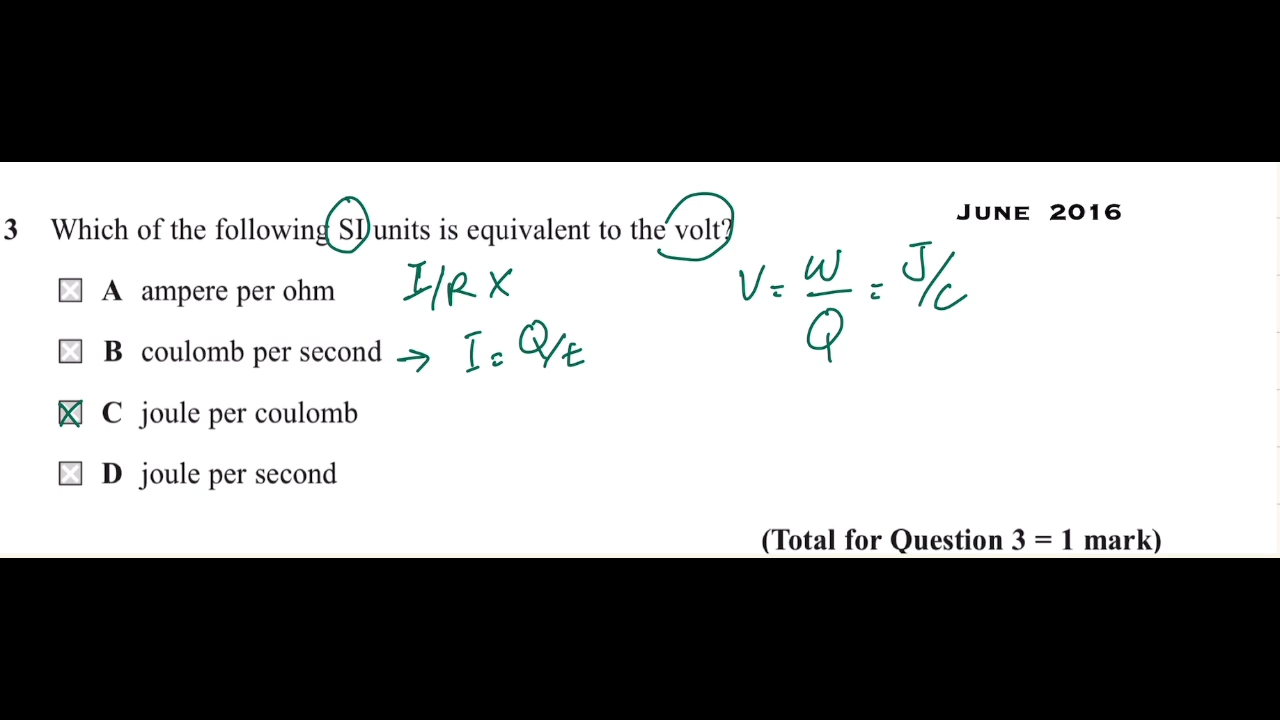 JUNE 2016
3 Which of the following SI units is equivalent to the volt?
A ampere per ohm I/R X
V = W/Q = J/C
B coulomb per second → I = Q/t
C joule per coulomb
D joule per second
(Total for Question 3 = 1 mark)